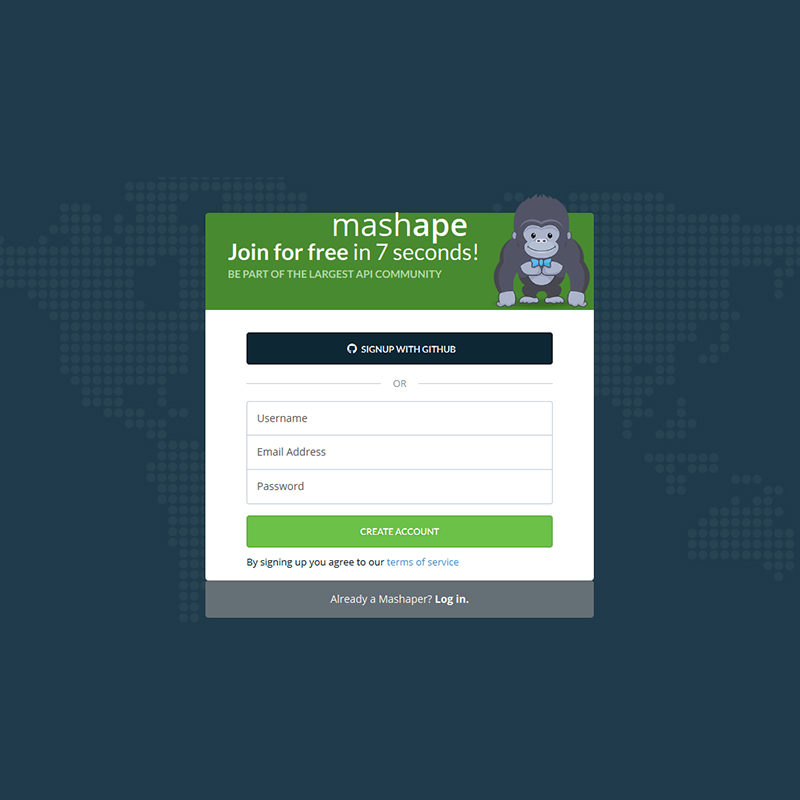 mashape
Join for free in 7 seconds!
BE PART OF THE LARGEST API COMMUNITY
SIGNUP WITH GITHUB
OR
Username
Email Address
Password
CREATE ACCOUNT
By signing up you agree to our terms of service
Already a Mashaper? Log in.